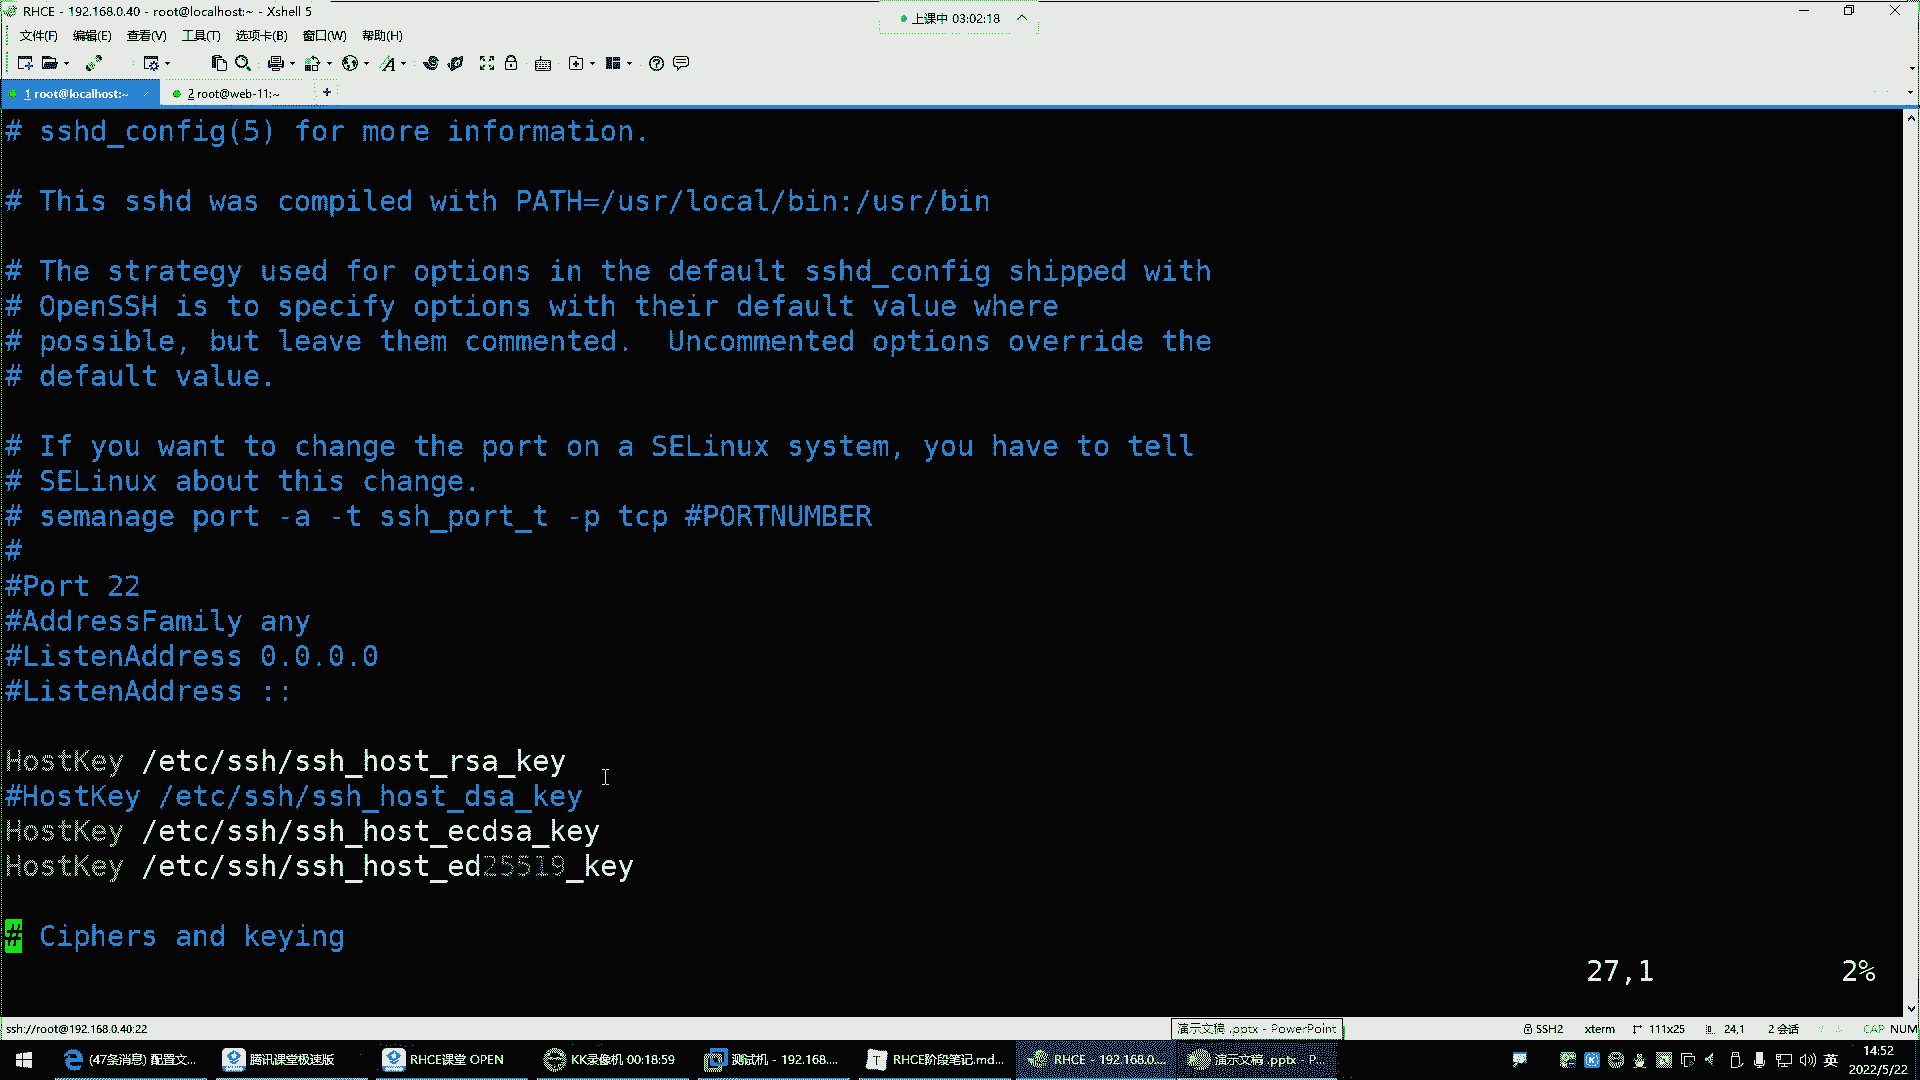 RHCE - 192.168.0.40 - root@localhost:~ - Xshell 5
上课中 03:02:18
文件(F) 编辑(E) 查看(V) 工具(T) 选项卡(B) 窗口(W) 帮助(H)
1 root@localhost:~ 2 root@web-11:~
# sshd_config(5) for more information.
# This sshd was compiled with PATH=/usr/local/bin:/usr/bin
# The strategy used for options in the default sshd_config shipped with
# OpenSSH is to specify options with their default value where
# possible, but leave them commented.  Uncommented options override the
# default value.
# If you want to change the port on a SELinux system, you have to tell
# SELinux about this change.
# semanage port -a -t ssh_port_t -p tcp #PORTNUMBER
#
#Port 22
#AddressFamily any
#ListenAddress 0.0.0.0
#ListenAddress ::
HostKey /etc/ssh/ssh_host_rsa_key
#HostKey /etc/ssh/ssh_host_dsa_key
HostKey /etc/ssh/ssh_host_ecdsa_key
HostKey /etc/ssh/ssh_host_ed25519_key
# Ciphers and keying
27,1 2%
ssh://root@192.168.0.40:22 演示文稿 .pptx - PowerPoint SSH2 xterm 111x25 24,1 2 会话 CAP NUM
(47条消息) 配置文... 腾讯课堂极速版 RHCE课堂 OPEN KK录像机 00:18:59 测试机 - 192.168.... RHCE阶段笔记.md... RHCE - 192.168.0.... 演示文稿 .pptx - P... 英 14:52
2022/5/22